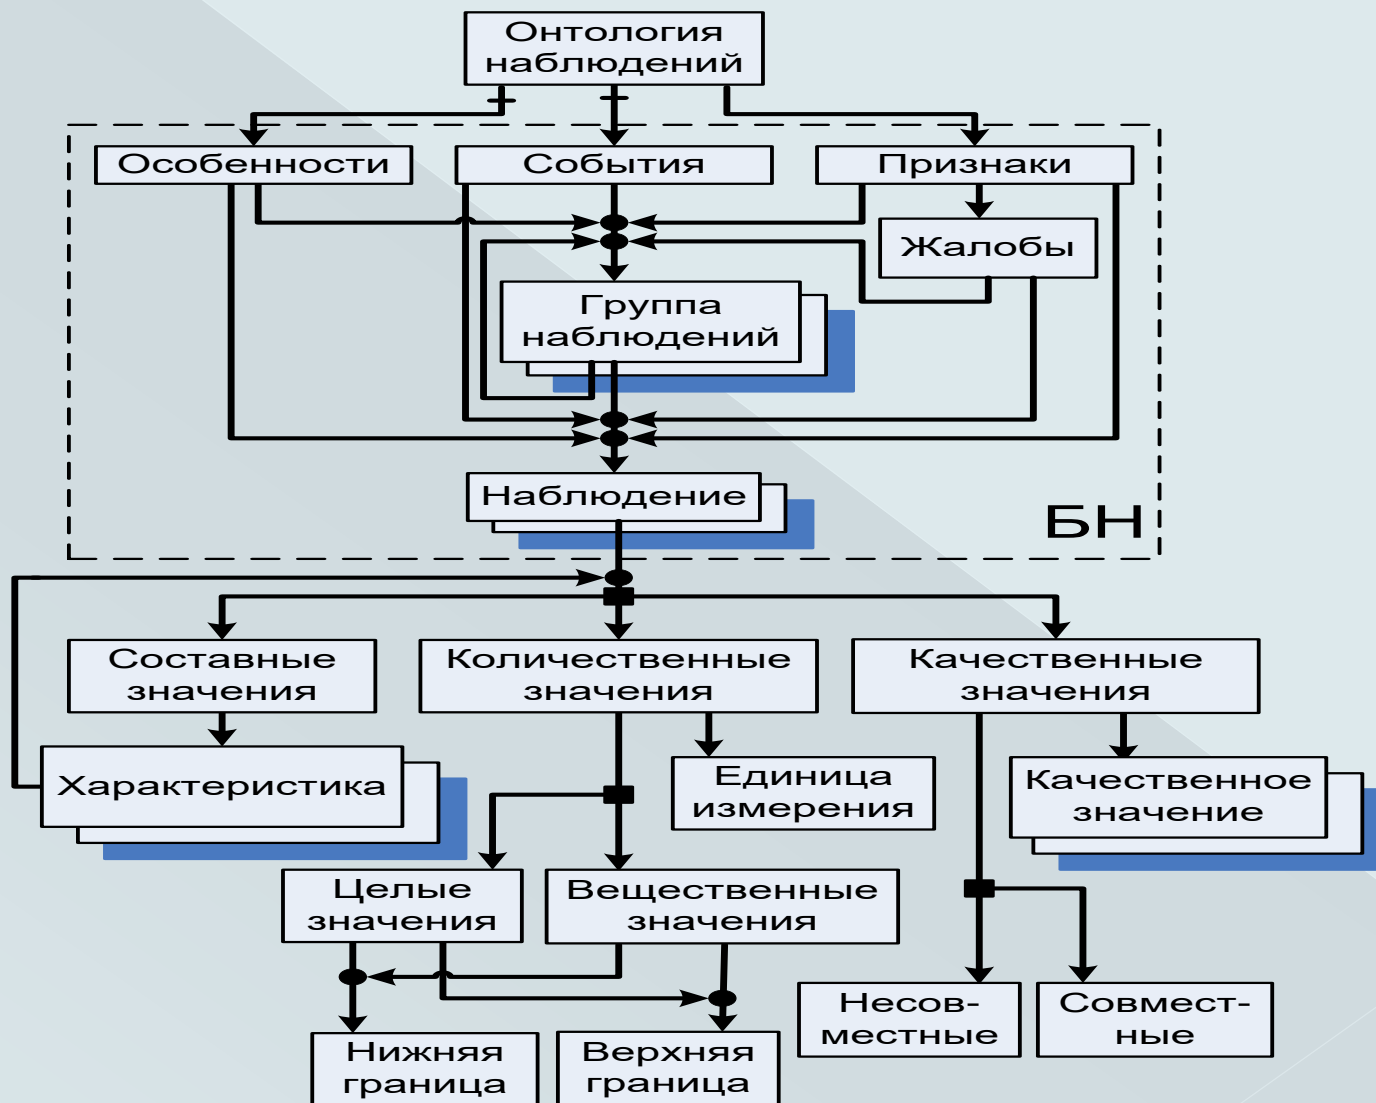 Онтология
наблюдений
Особенности
События
Признаки
Жалобы
Группа
наблюдений
Наблюдение
БН
Составные
значения
Количественные
значения
Качественные
значения
Характеристика
Единица
измерения
Качественное
значение
Целые
значения
Вещественные
значения
Несов-
местные
Совмест-
ные
Нижняя
граница
Верхняя
граница